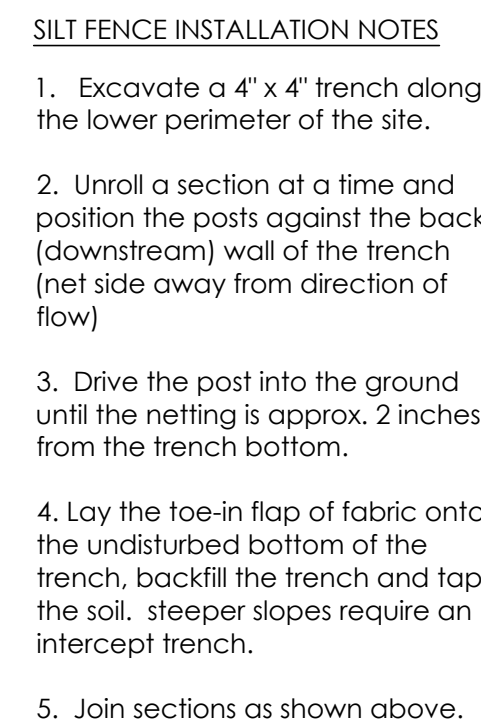 SILT FENCE INSTALLATION NOTES
1. Excavate a 4" x 4" trench along
the lower perimeter of the site.
2. Unroll a section at a time and
position the posts against the back
(downstream) wall of the trench
(net side away from direction of
flow)
3. Drive the post into the ground
until the netting is approx. 2 inches
from the trench bottom.
4. Lay the toe-in flap of fabric onto
the undisturbed bottom of the
trench, backfill the trench and tap
the soil. steeper slopes require an
intercept trench.
5. Join sections as shown above.